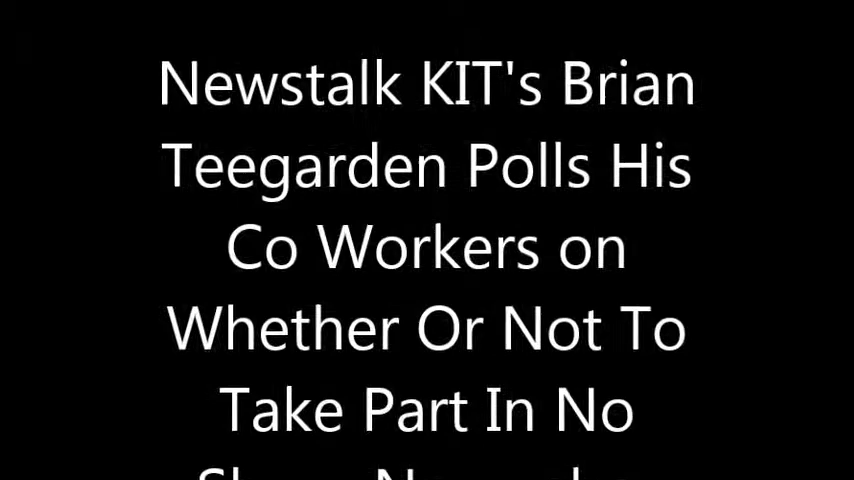 Newstalk KIT's Brian
Teegarden Polls His
Co Workers on
Whether Or Not To
Take Part In No